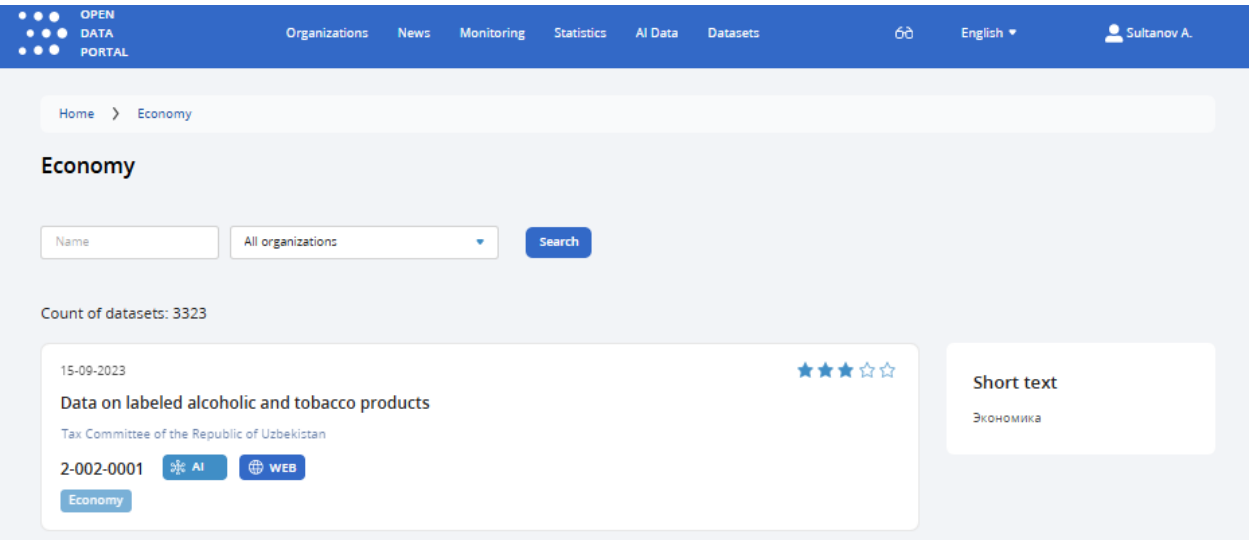 OPEN
DATA
PORTAL
Organizations News Monitoring Statistics AI Data Datasets English Sultanov A.
Home Economy
Economy
Name All organizations Search
Count of datasets: 3323
15-09-2023
Data on labeled alcoholic and tobacco products
Tax Committee of the Republic of Uzbekistan
2-002-0001 AI WEB
Economy
Short text
Экономика